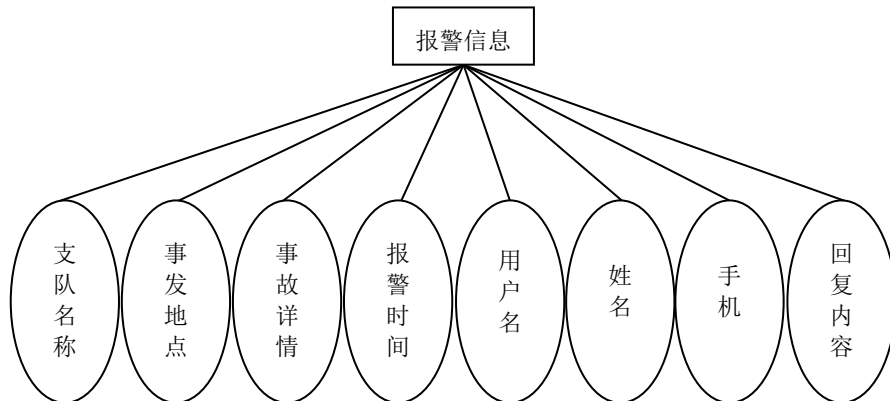 报警信息
支队名称
事发地点
事故详情
报警时间
用户名
姓名
手机
回复内容